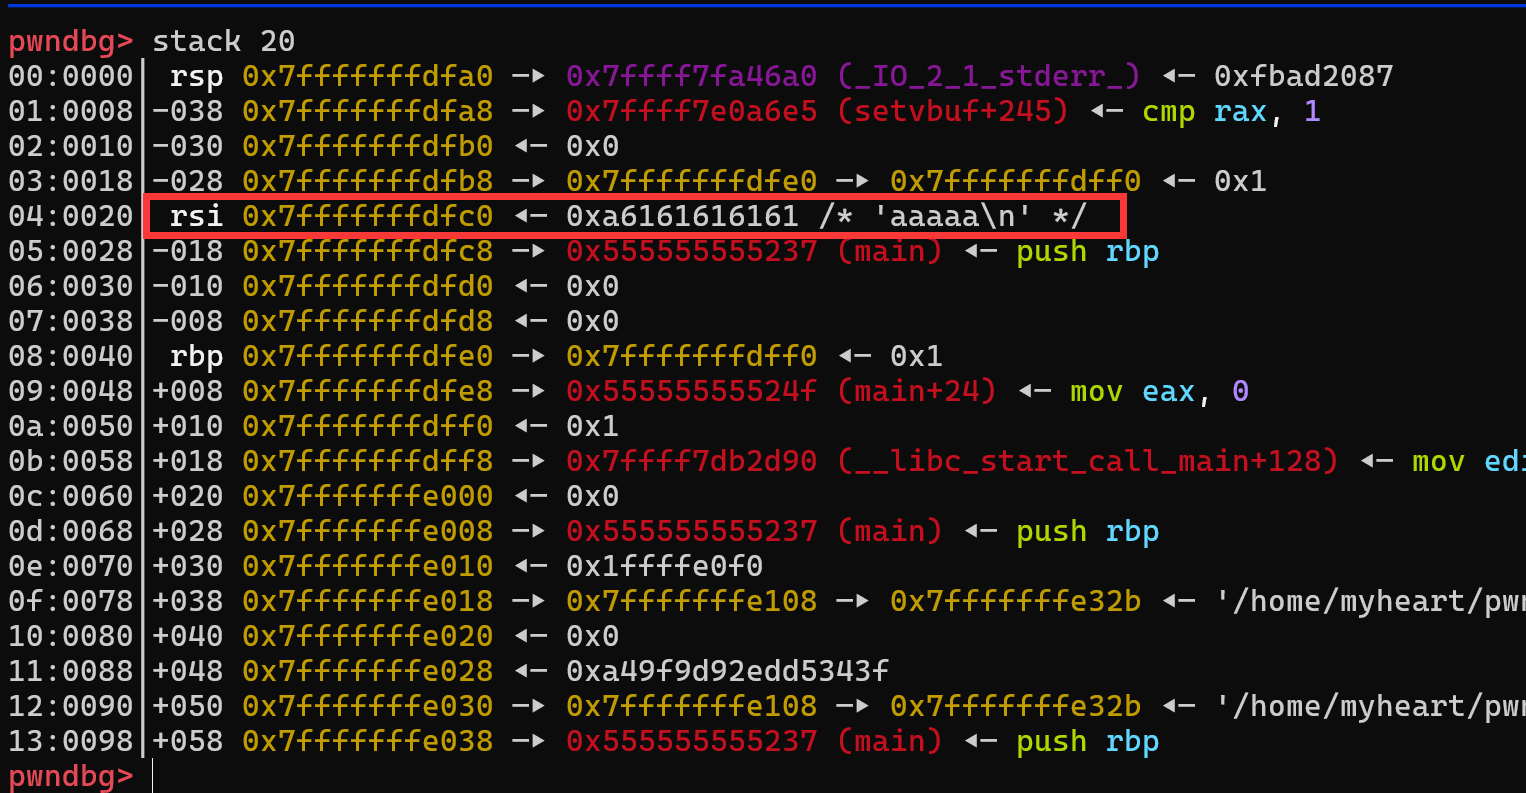 pwndbg> stack 20
00:0000│ rsp 0x7fffffffdfa0 —▸ 0x7ffff7fa46a0 (_IO_2_1_stderr_) ◂— 0xfbad2087
01:0008│-038 0x7fffffffdfa8 —▸ 0x7ffff7e0a6e5 (setvbuf+245) ◂— cmp rax, 1
02:0010│-030 0x7fffffffdfb0 ◂— 0x0
03:0018│-028 0x7fffffffdfb8 —▸ 0x7fffffffdfe0 —▸ 0x7fffffffdff0 ◂— 0x1
04:0020│ rsi 0x7fffffffdfc0 ◂— 0xa6161616161 /* 'aaaaa\n' */
05:0028│-018 0x7fffffffdfc8 —▸ 0x555555555237 (main) ◂— push rbp
06:0030│-010 0x7fffffffdfd0 ◂— 0x0
07:0038│-008 0x7fffffffdfd8 ◂— 0x0
08:0040│ rbp 0x7fffffffdfe0 —▸ 0x7fffffffdff0 ◂— 0x1
09:0048│+008 0x7fffffffdfe8 —▸ 0x55555555524f (main+24) ◂— mov eax, 0
0a:0050│+010 0x7fffffffdff0 ◂— 0x1
0b:0058│+018 0x7fffffffdff8 —▸ 0x7ffff7db2d90 (__libc_start_call_main+128) ◂— mov edi
0c:0060│+020 0x7fffffffe000 ◂— 0x0
0d:0068│+028 0x7fffffffe008 —▸ 0x555555555237 (main) ◂— push rbp
0e:0070│+030 0x7fffffffe010 ◂— 0x1ffffe0f0
0f:0078│+038 0x7fffffffe018 —▸ 0x7fffffffe108 —▸ 0x7fffffffe32b ◂— '/home/myheart/pwn
10:0080│+040 0x7fffffffe020 ◂— 0x0
11:0088│+048 0x7fffffffe028 ◂— 0xa49f9d92edd5343f
12:0090│+050 0x7fffffffe030 —▸ 0x7fffffffe108 —▸ 0x7fffffffe32b ◂— '/home/myheart/pwn
13:0098│+058 0x7fffffffe038 —▸ 0x555555555237 (main) ◂— push rbp
pwndbg>